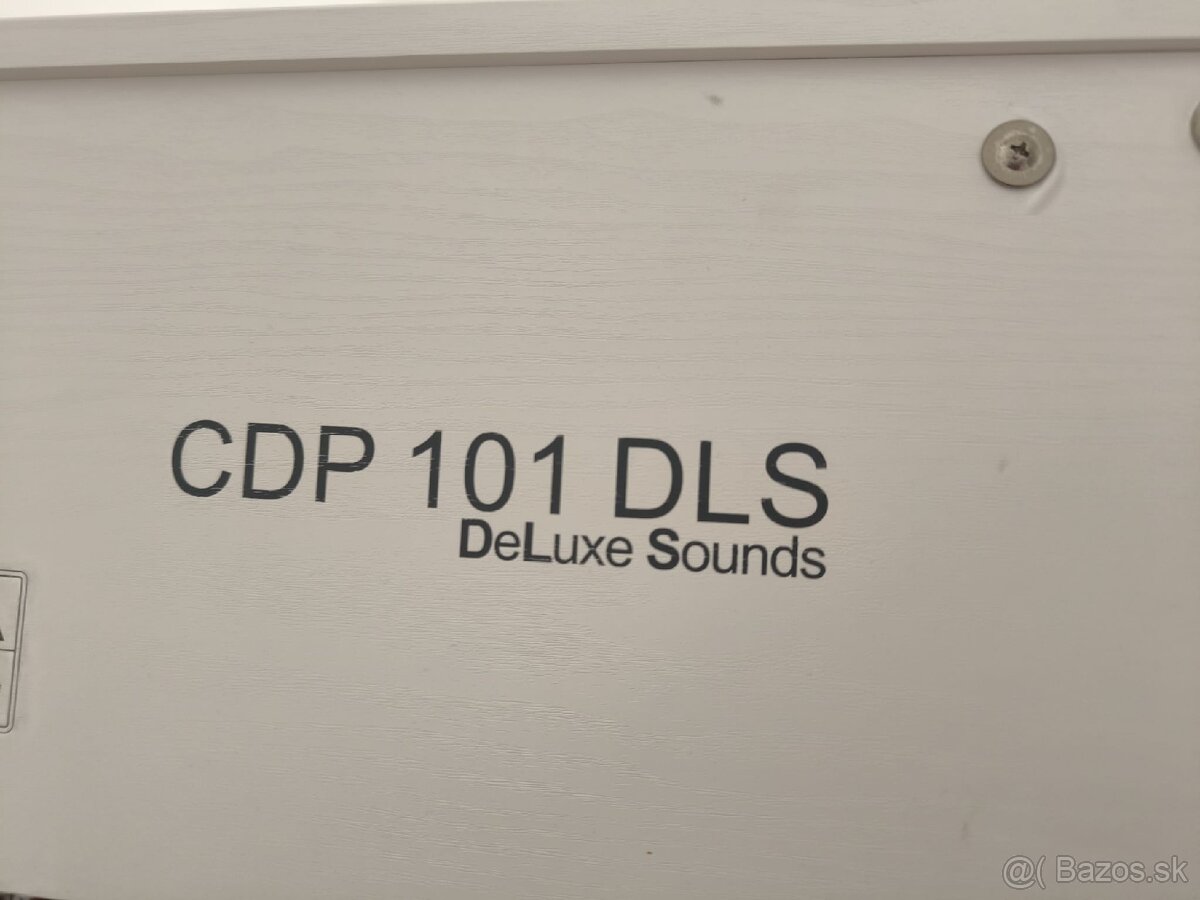 CDP 101 DLS
DeLuxe Sounds
@( Bazos.sk